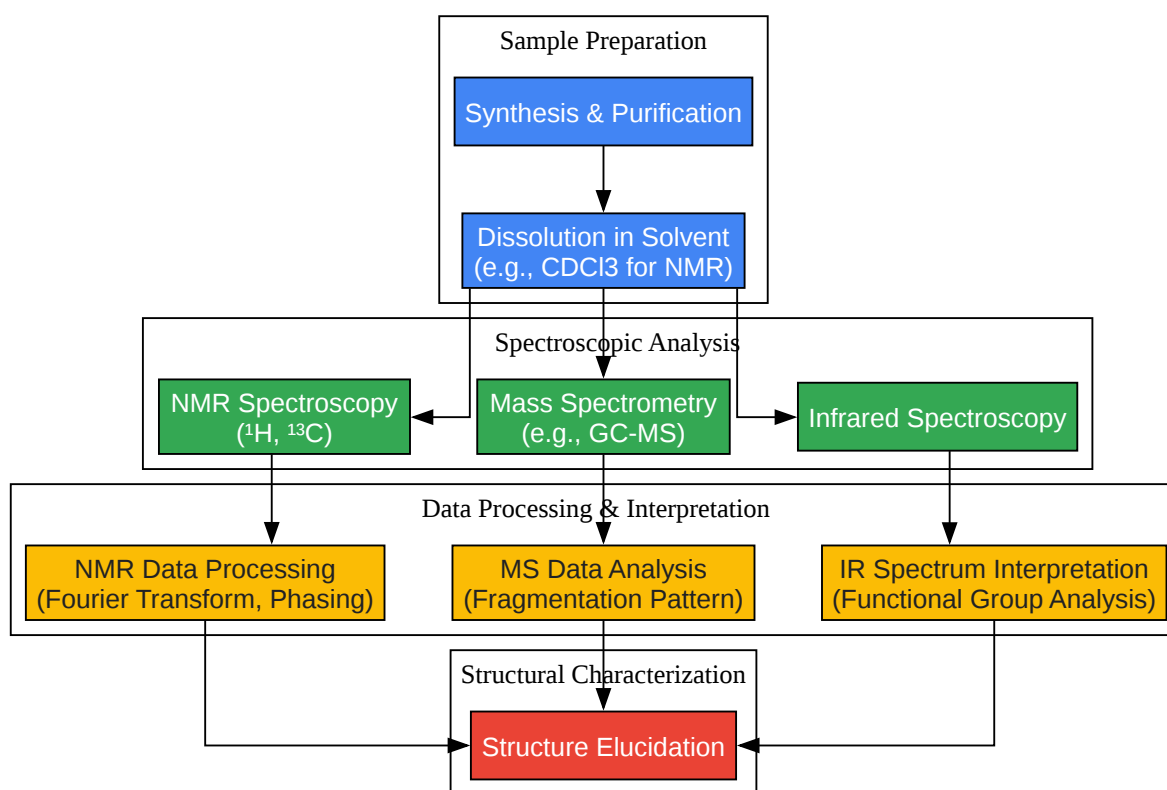 Sample Preparation
Synthesis & Purification
Dissolution in Solvent
(e.g., CDCl3 for NMR)
Spectroscopic Analysis
NMR Spectroscopy
(¹H, ¹³C)
Mass Spectrometry
(e.g., GC-MS)
Infrared Spectroscopy
Data Processing & Interpretation
NMR Data Processing
(Fourier Transform, Phasing)
MS Data Analysis
(Fragmentation Pattern)
IR Spectrum Interpretation
(Functional Group Analysis)
Structural Characterization
Structure Elucidation